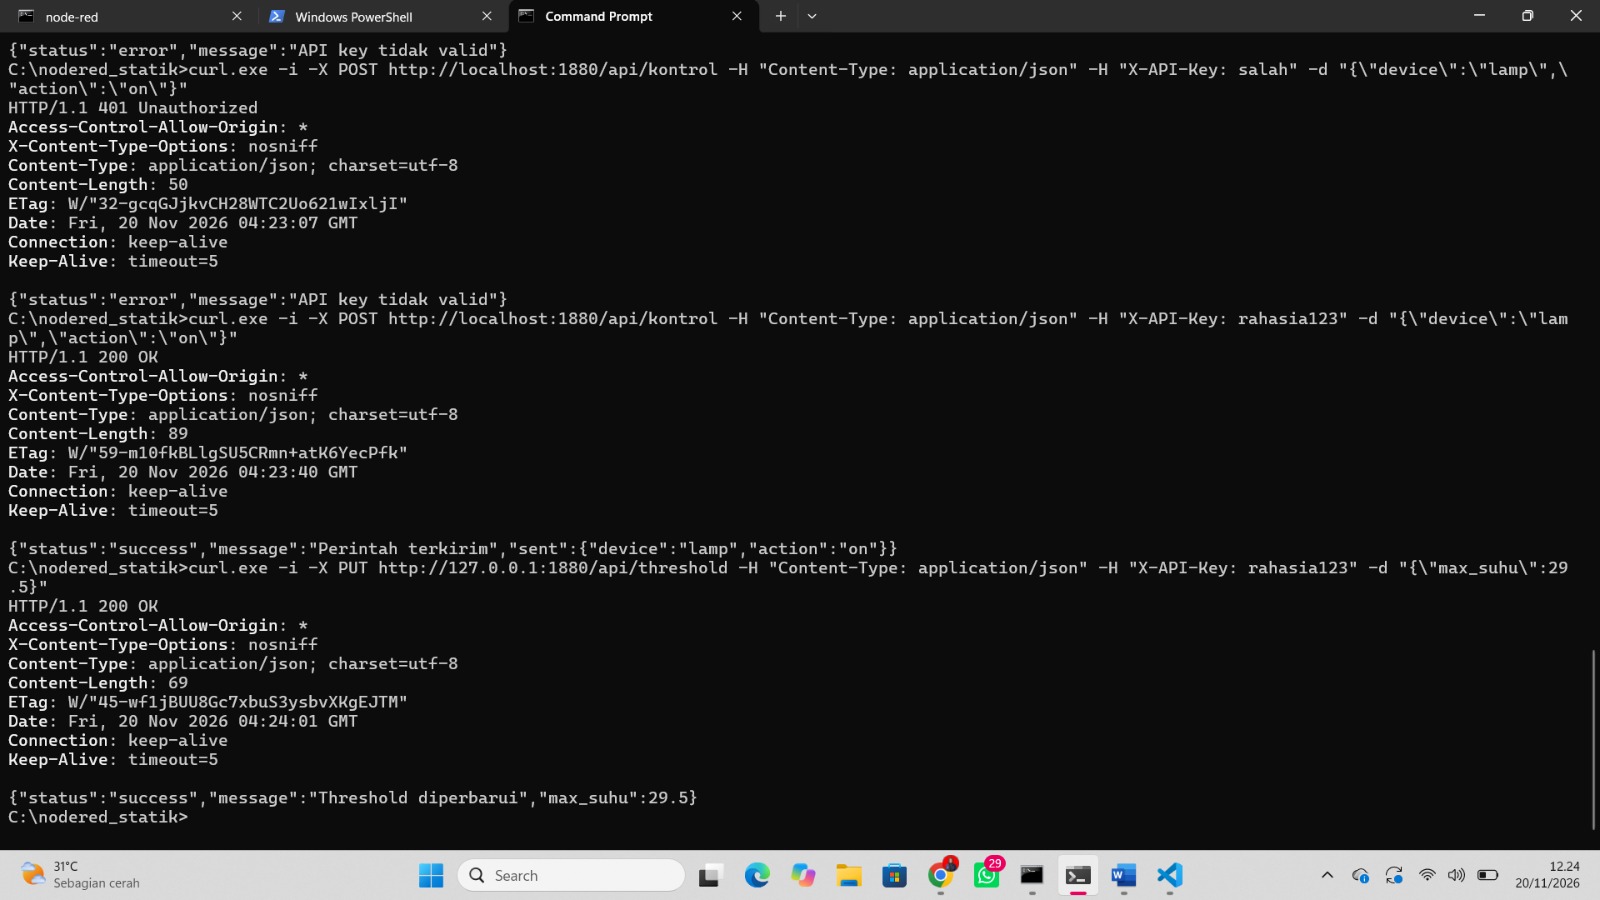 node-red
Windows PowerShell
Command Prompt
{"status":"error","message":"API key tidak valid"}
C:\nodered_statik>curl.exe -i -X POST http://localhost:1880/api/kontrol -H "Content-Type: application/json" -H "X-API-Key: salah" -d "{\"device\":\"lamp\",\
"action\":\"on\"}"
HTTP/1.1 401 Unauthorized
Access-Control-Allow-Origin: *
X-Content-Type-Options: nosniff
Content-Type: application/json; charset=utf-8
Content-Length: 50
ETag: W/"32-gcqGJjkvCH28WTC2Uo621wIxljI"
Date: Fri, 20 Nov 2026 04:23:07 GMT
Connection: keep-alive
Keep-Alive: timeout=5
{"status":"error","message":"API key tidak valid"}
C:\nodered_statik>curl.exe -i -X POST http://localhost:1880/api/kontrol -H "Content-Type: application/json" -H "X-API-Key: rahasia123" -d "{\"device\":\"lam
p\",\"action\":\"on\"}"
HTTP/1.1 200 OK
Access-Control-Allow-Origin: *
X-Content-Type-Options: nosniff
Content-Type: application/json; charset=utf-8
Content-Length: 89
ETag: W/"59-m10fkBLlgSU5CRmn+atK6YecPfk"
Date: Fri, 20 Nov 2026 04:23:40 GMT
Connection: keep-alive
Keep-Alive: timeout=5
{"status":"success","message":"Perintah terkirim","sent":{"device":"lamp","action":"on"}}
C:\nodered_statik>curl.exe -i -X PUT http://127.0.0.1:1880/api/threshold -H "Content-Type: application/json" -H "X-API-Key: rahasia123" -d "{\"max_suhu\":29
.5}"
HTTP/1.1 200 OK
Access-Control-Allow-Origin: *
X-Content-Type-Options: nosniff
Content-Type: application/json; charset=utf-8
Content-Length: 69
ETag: W/"45-wf1jBUU8Gc7xbuS3ysbvXKgEJTM"
Date: Fri, 20 Nov 2026 04:24:01 GMT
Connection: keep-alive
Keep-Alive: timeout=5
{"status":"success","message":"Threshold diperbarui","max_suhu":29.5}
C:\nodered_statik>
31°C
Sebagian cerah
Search
29
12.24
20/11/2026